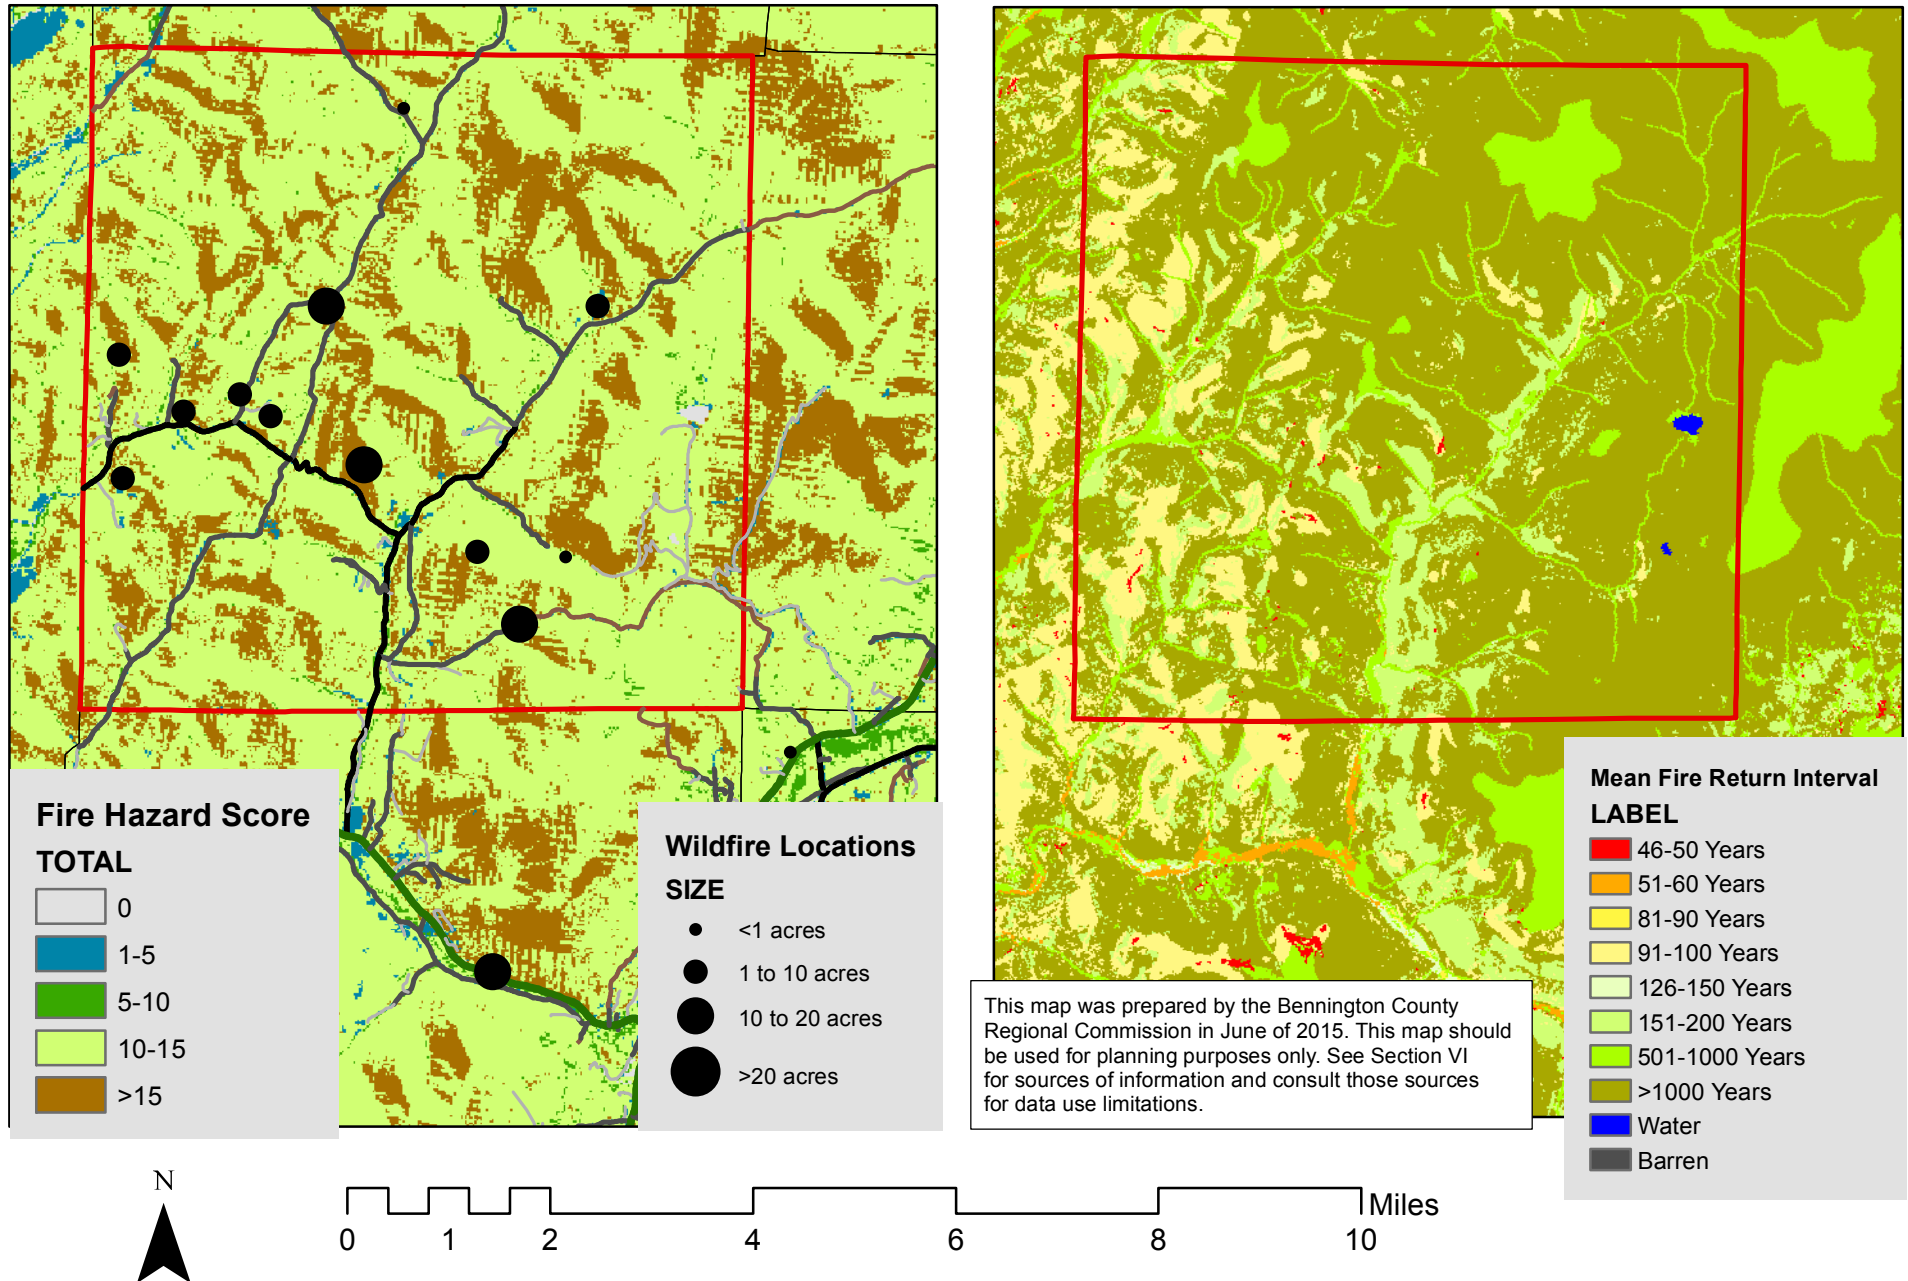 Fire Hazard Score
TOTAL
0
1-5
5-10
10-15
>15
Wildfire Locations
SIZE
<1 acres
1 to 10 acres
10 to 20 acres
>20 acres
This map was prepared by the Bennington County
Regional Commission in June of 2015. This map should
be used for planning purposes only. See Section VI
for sources of information and consult those sources
for data use limitations.
Mean Fire Return Interval
LABEL
46-50 Years
51-60 Years
81-90 Years
91-100 Years
126-150 Years
151-200 Years
501-1000 Years
>1000 Years
Water
Barren
N
Miles
0 1 2 4 6 8 10